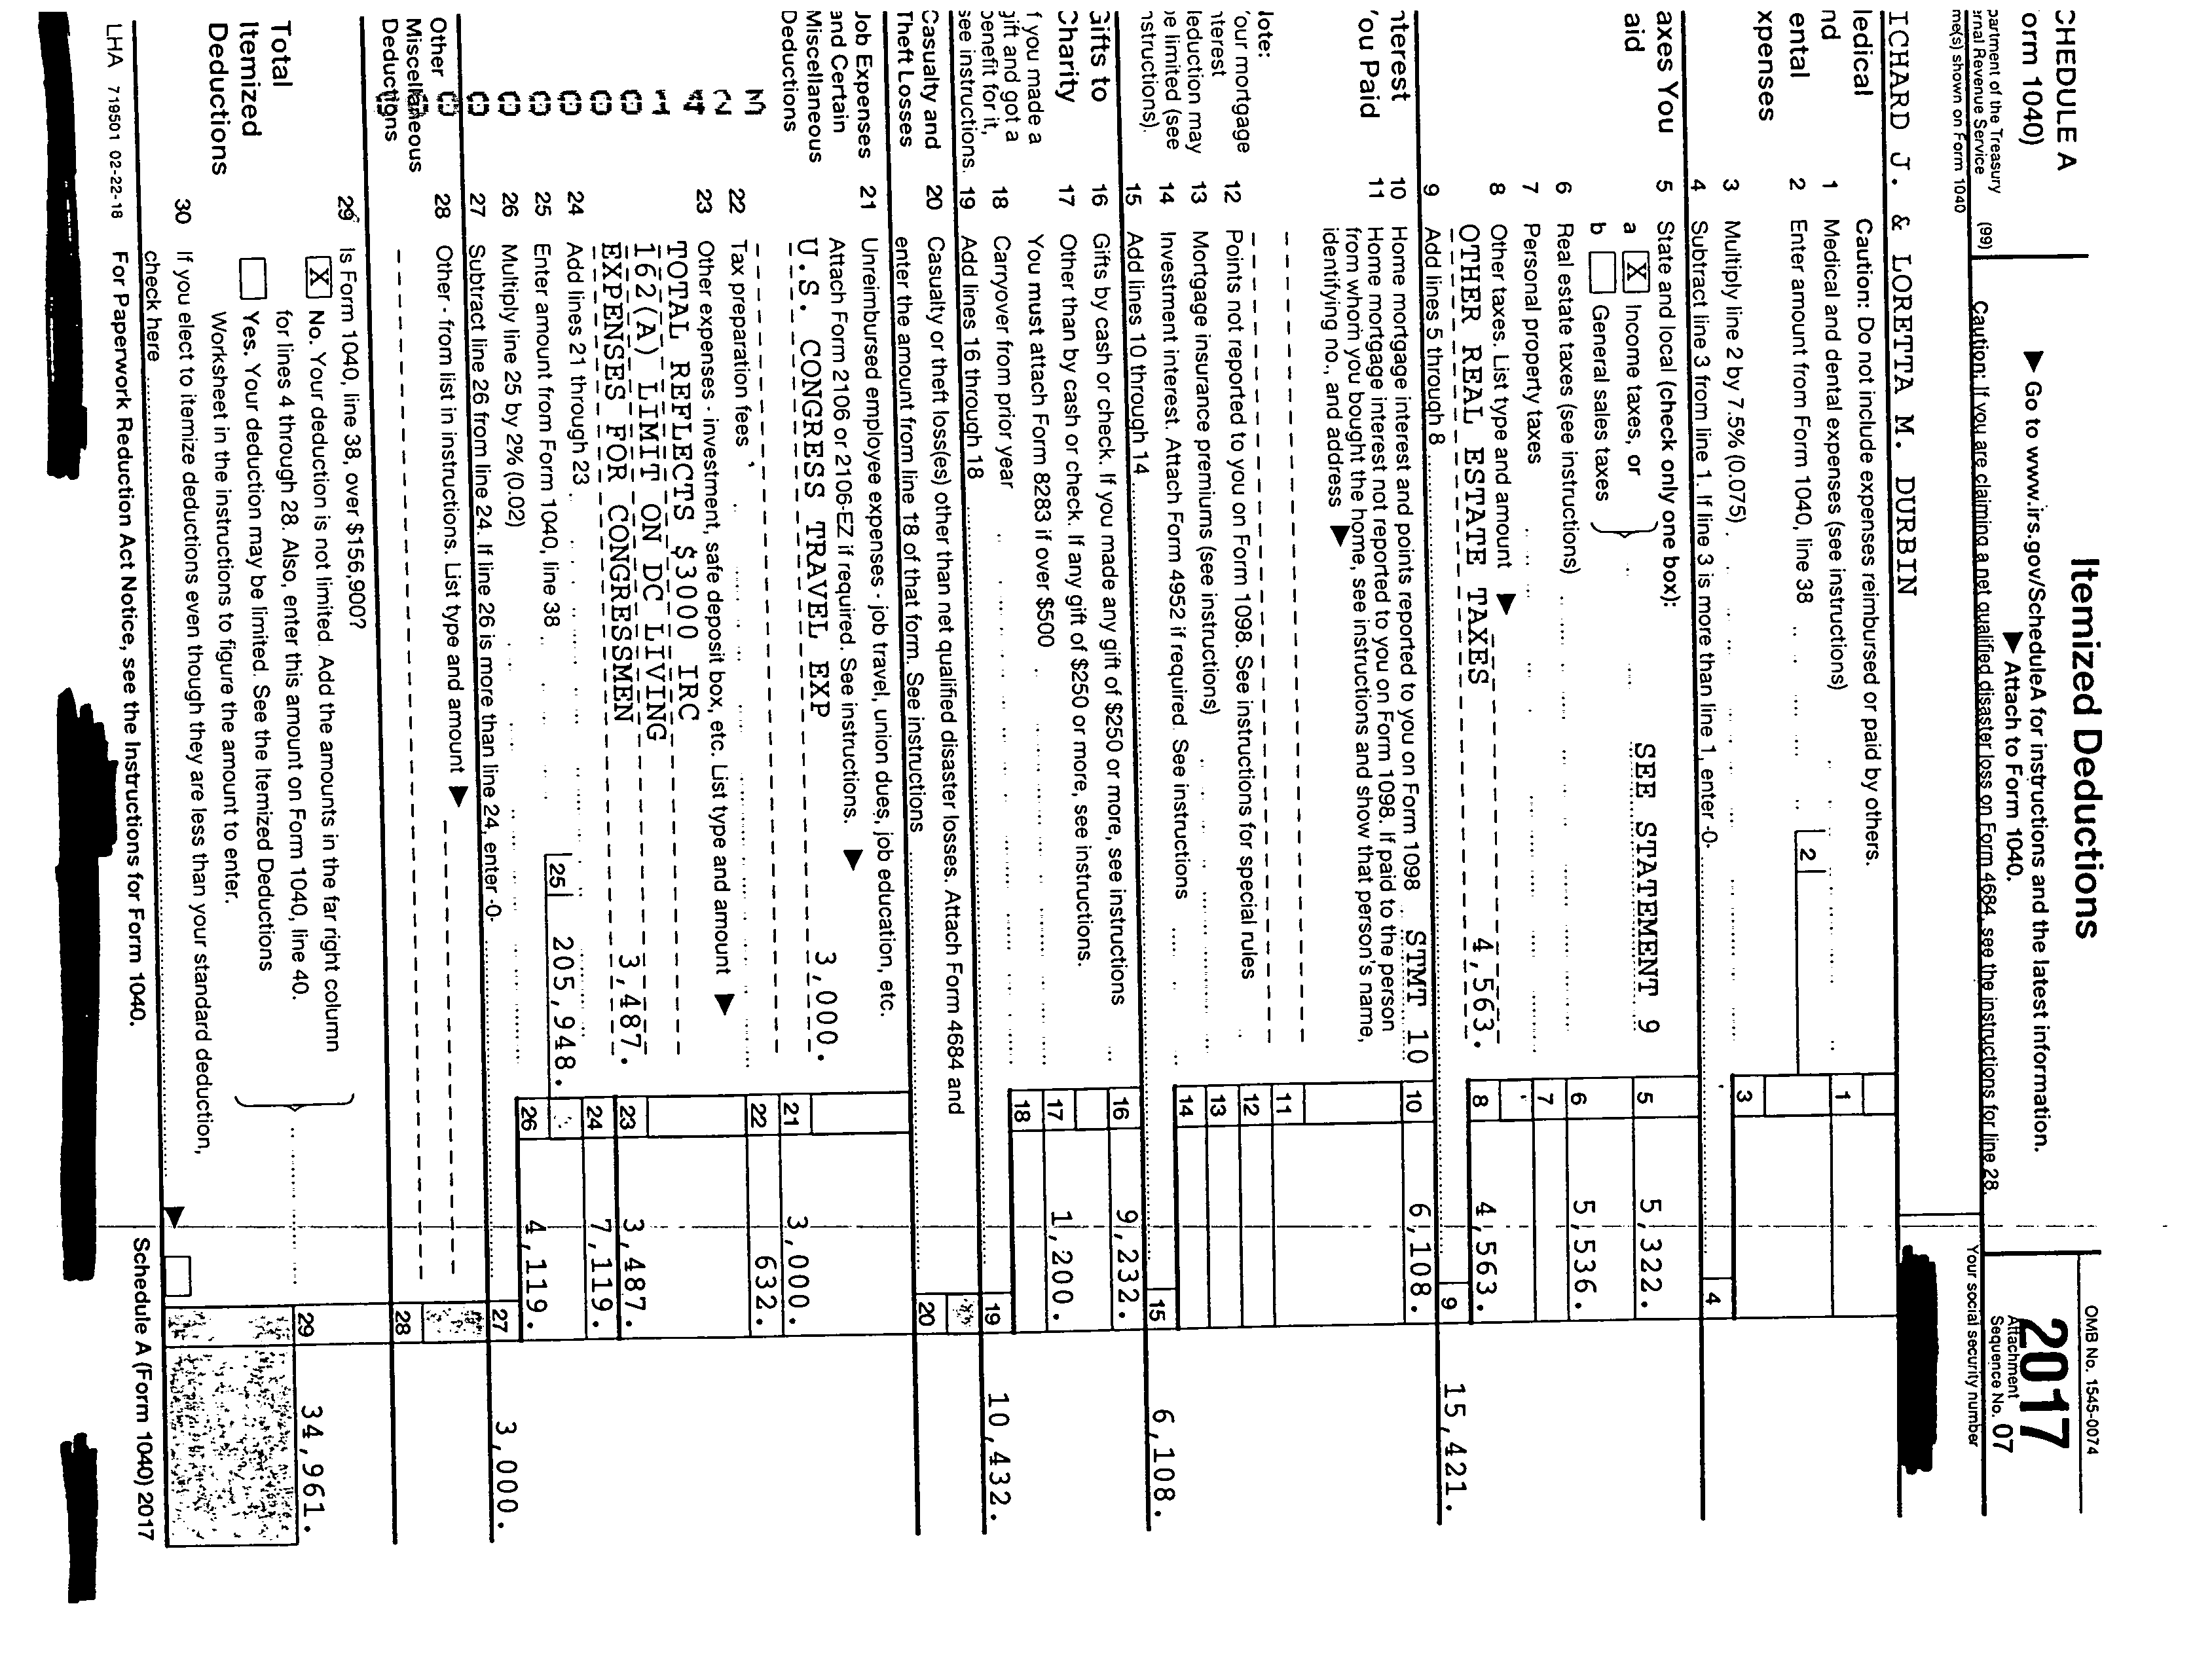 CHEDULE A
orm 1040)
partment of the Treasury
ernal Revenue Service (99)
Itemized Deductions
▶ Go to www.irs.gov/ScheduleA for instructions and the latest information.
▶ Attach to Form 1040.
Caution: If you are claiming a net qualified disaster loss on Form 4684, see the instructions for line 28.
OMB No. 1545-0074
2017
Attachment
Sequence No. 07
me(s) shown on Form 1040
Your social security number
ICHARD J. & LORETTA M. DURBIN
ledical
nd
ental
xpenses
Caution: Do not include expenses reimbursed or paid by others.
1 Medical and dental expenses (see instructions) 1
2 Enter amount from Form 1040, line 38 2
3 Multiply line 2 by 7.5% (0.075) 3
4 Subtract line 3 from line 1. If line 3 is more than line 1, enter -0- 4
axes You
aid
5 State and local (check only one box):
a X Income taxes, or
SEE STATEMENT 9 5 5,322.
b General sales taxes
6 Real estate taxes (see instructions) 6 5,536.
7 Personal property taxes 7
8 Other taxes. List type and amount ▶
OTHER REAL ESTATE TAXES 4,563. 8 4,563.
9 Add lines 5 through 8 9 15,421.
nterest
'ou Paid
10 Home mortgage interest and points reported to you on Form 1098 STMT 10 10 6,108.
11 Home mortgage interest not reported to you on Form 1098. If paid to the person
from whom you bought the home, see instructions and show that person's name,
identifying no., and address ▶
11
lote:
'our mortgage
nterest
leduction may
e limited (see
nstructions).
12 Points not reported to you on Form 1098. See instructions for special rules 12
13 Mortgage insurance premiums (see instructions) 13
14 Investment interest. Attach Form 4952 if required. See instructions 14
15 Add lines 10 through 14 15 6,108.
Gifts to
Charity
f you made a
gift and got a
benefit for it,
see instructions.
16 Gifts by cash or check. If you made any gift of $250 or more, see instructions 16 9,232.
17 Other than by cash or check. If any gift of $250 or more, see instructions.
You must attach Form 8283 if over $500 17 1,200.
18 Carryover from prior year 18
19 Add lines 16 through 18 19 10,432.
Casualty and
Theft Losses
20 Casualty or theft loss(es) other than net qualified disaster losses. Attach Form 4684 and
enter the amount from line 18 of that form. See instructions 20
Job Expenses
and Certain
Miscellaneous
Deductions
21 Unreimbursed employee expenses - job travel, union dues, job education, etc.
Attach Form 2106 or 2106-EZ if required. See instructions. ▶
U.S. CONGRESS TRAVEL EXP 3,000. 21 3,000.
22 Tax preparation fees 22 632.
23 Other expenses - investment, safe deposit box, etc. List type and amount ▶
TOTAL REFLECTS $3000 IRC
162(A) LIMIT ON DC LIVING
EXPENSES FOR CONGRESSMEN 3,487. 23 3,487.
24 Add lines 21 through 23 24 7,119.
25 Enter amount from Form 1040, line 38 25 205,948.
26 Multiply line 25 by 2% (0.02) 26 4,119.
27 Subtract line 26 from line 24. If line 26 is more than line 24, enter -0- 27 3,000.
Other
Miscellaneous
Deductions
28 Other - from list in instructions. List type and amount ▶
28
Total
Itemized
Deductions
29 Is Form 1040, line 38, over $156,900?
X No. Your deduction is not limited. Add the amounts in the far right column
for lines 4 through 28. Also, enter this amount on Form 1040, line 40.
29 34,961.
Yes. Your deduction may be limited. See the Itemized Deductions
Worksheet in the instructions to figure the amount to enter.
30 If you elect to itemize deductions even though they are less than your standard deduction,
check here ▶
LHA 719501 02-22-18 For Paperwork Reduction Act Notice, see the Instructions for Form 1040.
Schedule A (Form 1040) 2017